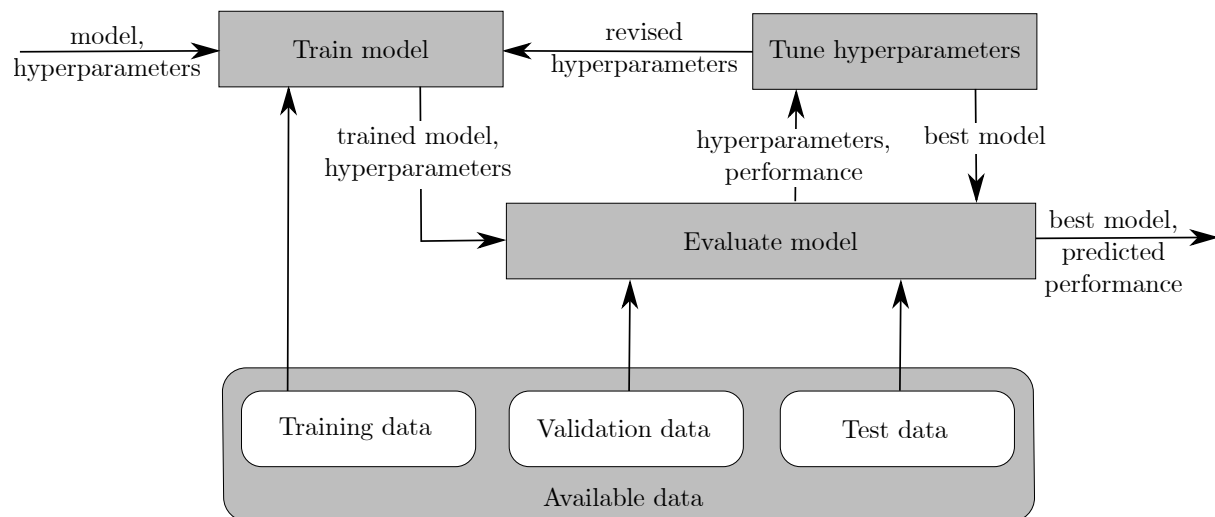 model,
hyperparameters
Train model
revised
hyperparameters
Tune hyperparameters
trained model,
hyperparameters
hyperparameters,
performance
best model
Evaluate model
best model,
predicted
performance
Training data
Validation data
Test data
Available data